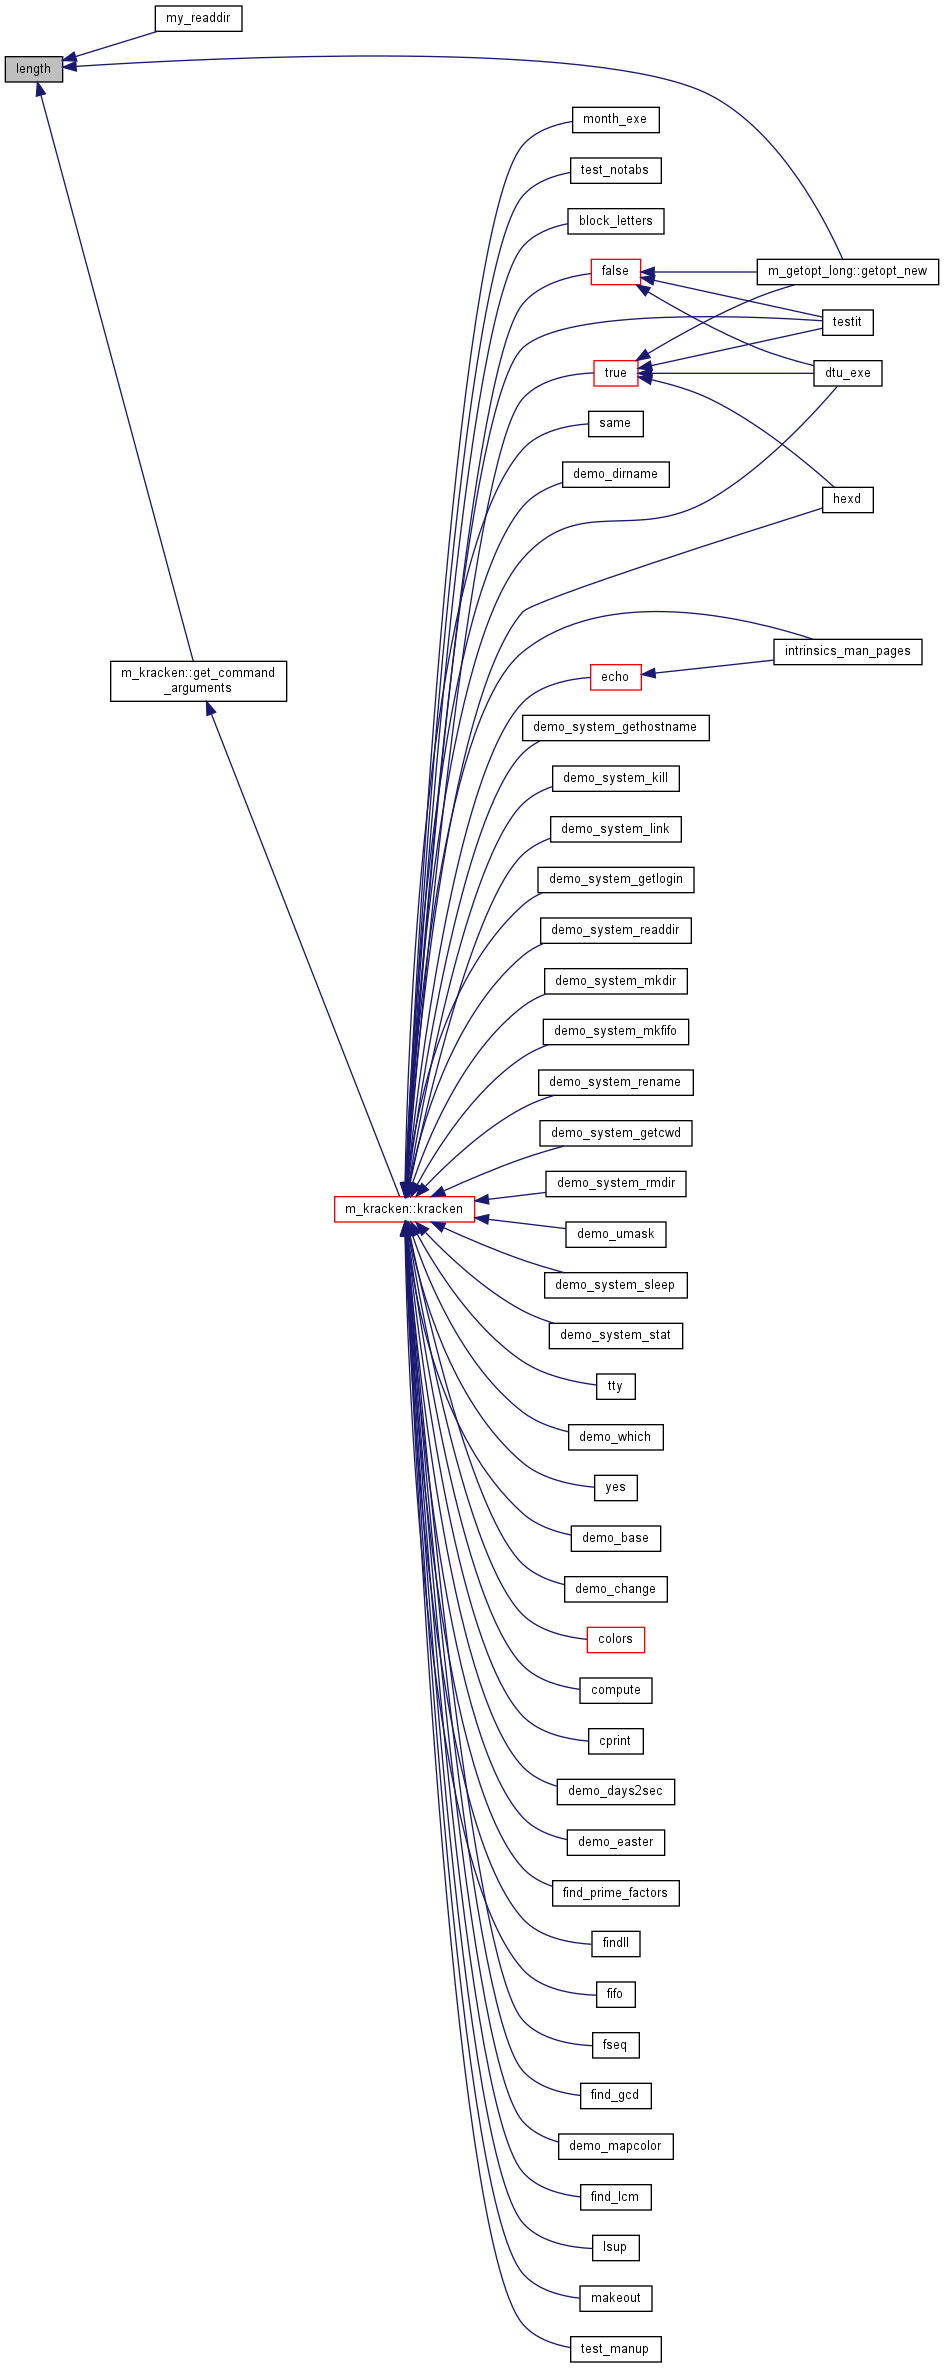 my_readdir
length
month_exe
test_notabs
block_letters
false
m_getopt_long::getopt_new
testit
true
dtu_exe
same
demo_dirname
hexd
intrinsics_man_pages
m_kracken::get_command
_arguments
echo
demo_system_gethostname
demo_system_kill
demo_system_link
demo_system_getlogin
demo_system_readdir
demo_system_mkdir
demo_system_mkfifo
demo_system_rename
demo_system_getcwd
demo_system_rmdir
m_kracken::kracken
demo_umask
demo_system_sleep
demo_system_stat
tty
demo_which
yes
demo_base
demo_change
colors
compute
cprint
demo_days2sec
demo_easter
find_prime_factors
findll
fifo
fseq
find_gcd
demo_mapcolor
find_lcm
lsup
makeout
test_manup